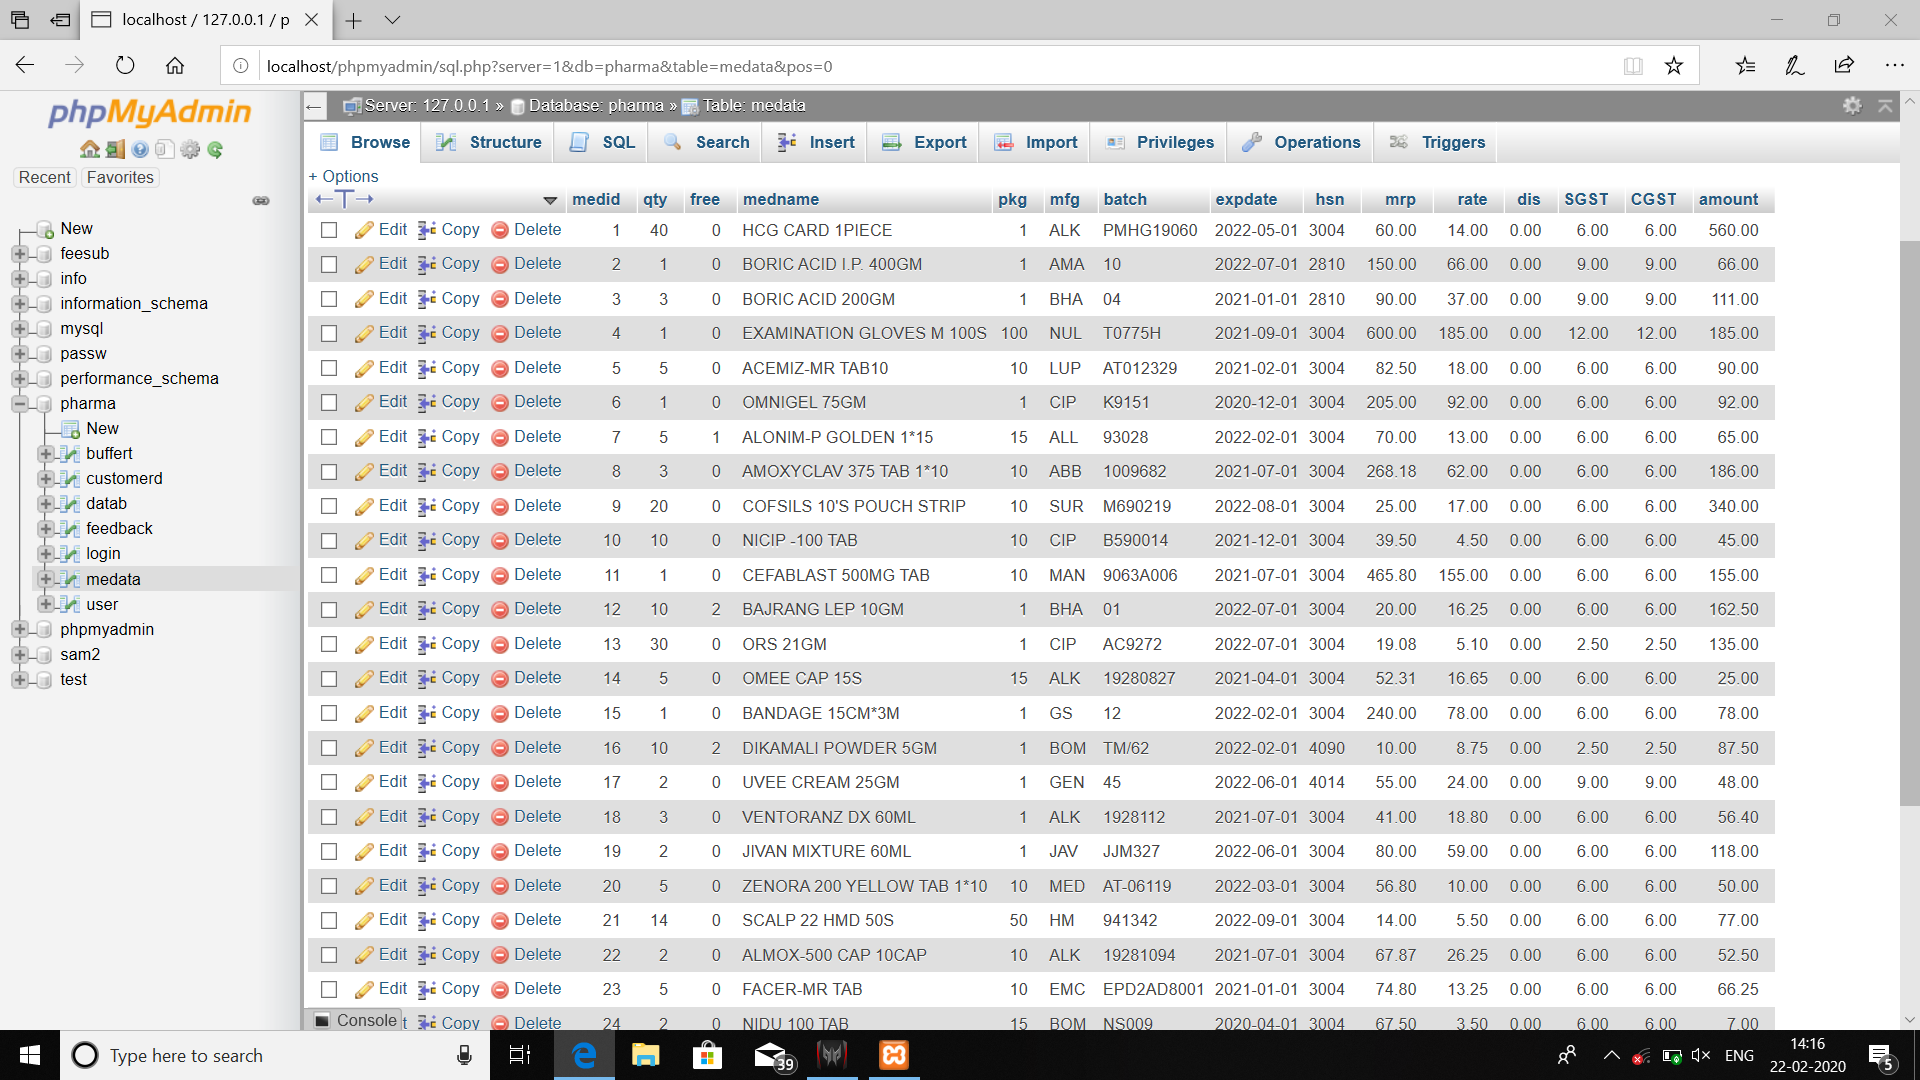 localhost / 127.0.0.1 / p
localhost/phpmyadmin/sql.php?server=1&db=pharma&table=medata&pos=0
phpMyAdmin
Recent Favorites
New
feesub
info
information_schema
mysql
passw
performance_schema
pharma
New
buffert
customerd
datab
feedback
login
medata
user
phpmyadmin
sam2
test
Server: 127.0.0.1 » Database: pharma » Table: medata
Browse Structure SQL Search Insert Export Import Privileges Operations Triggers
+ Options
medid qty free medname pkg mfg batch expdate hsn mrp rate dis SGST CGST amount
Edit Copy Delete 1 40 0 HCG CARD 1PIECE 1 ALK PMHG19060 2022-05-01 3004 60.00 14.00 0.00 6.00 6.00 560.00
Edit Copy Delete 2 1 0 BORIC ACID I.P. 400GM 1 AMA 10 2022-07-01 2810 150.00 66.00 0.00 9.00 9.00 66.00
Edit Copy Delete 3 3 0 BORIC ACID 200GM 1 BHA 04 2021-01-01 2810 90.00 37.00 0.00 9.00 9.00 111.00
Edit Copy Delete 4 1 0 EXAMINATION GLOVES M 100S 100 NUL T0775H 2021-09-01 3004 600.00 185.00 0.00 12.00 12.00 185.00
Edit Copy Delete 5 5 0 ACEMIZ-MR TAB10 10 LUP AT012329 2021-02-01 3004 82.50 18.00 0.00 6.00 6.00 90.00
Edit Copy Delete 6 1 0 OMNIGEL 75GM 1 CIP K9151 2020-12-01 3004 205.00 92.00 0.00 6.00 6.00 92.00
Edit Copy Delete 7 5 1 ALONIM-P GOLDEN 1*15 15 ALL 93028 2022-02-01 3004 70.00 13.00 0.00 6.00 6.00 65.00
Edit Copy Delete 8 3 0 AMOXYCLAV 375 TAB 1*10 10 ABB 1009682 2021-07-01 3004 268.18 62.00 0.00 6.00 6.00 186.00
Edit Copy Delete 9 20 0 COFSILS 10'S POUCH STRIP 10 SUR M690219 2022-08-01 3004 25.00 17.00 0.00 6.00 6.00 340.00
Edit Copy Delete 10 10 0 NICIP -100 TAB 10 CIP B590014 2021-12-01 3004 39.50 4.50 0.00 6.00 6.00 45.00
Edit Copy Delete 11 1 0 CEFABLAST 500MG TAB 10 MAN 9063A006 2021-07-01 3004 465.80 155.00 0.00 6.00 6.00 155.00
Edit Copy Delete 12 10 2 BAJRANG LEP 10GM 1 BHA 01 2022-07-01 3004 20.00 16.25 0.00 6.00 6.00 162.50
Edit Copy Delete 13 30 0 ORS 21GM 1 CIP AC9272 2022-07-01 3004 19.08 5.10 0.00 2.50 2.50 135.00
Edit Copy Delete 14 5 0 OMEE CAP 15S 15 ALK 19280827 2021-04-01 3004 52.31 16.65 0.00 6.00 6.00 25.00
Edit Copy Delete 15 1 0 BANDAGE 15CM*3M 1 GS 12 2022-02-01 3004 240.00 78.00 0.00 6.00 6.00 78.00
Edit Copy Delete 16 10 2 DIKAMALI POWDER 5GM 1 BOM TM/62 2022-02-01 4090 10.00 8.75 0.00 2.50 2.50 87.50
Edit Copy Delete 17 2 0 UVEE CREAM 25GM 1 GEN 45 2022-06-01 4014 55.00 24.00 0.00 9.00 9.00 48.00
Edit Copy Delete 18 3 0 VENTORANZ DX 60ML 1 ALK 1928112 2021-07-01 3004 41.00 18.80 0.00 6.00 6.00 56.40
Edit Copy Delete 19 2 0 JIVAN MIXTURE 60ML 1 JAV JJM327 2022-06-01 3004 80.00 59.00 0.00 6.00 6.00 118.00
Edit Copy Delete 20 5 0 ZENORA 200 YELLOW TAB 1*10 10 MED AT-06119 2022-03-01 3004 56.80 10.00 0.00 6.00 6.00 50.00
Edit Copy Delete 21 14 0 SCALP 22 HMD 50S 50 HM 941342 2022-09-01 3004 14.00 5.50 0.00 6.00 6.00 77.00
Edit Copy Delete 22 2 0 ALMOX-500 CAP 10CAP 10 ALK 19281094 2021-07-01 3004 67.87 26.25 0.00 6.00 6.00 52.50
Edit Copy Delete 23 5 0 FACER-MR TAB 10 EMC EPD2AD8001 2021-01-01 3004 74.80 13.25 0.00 6.00 6.00 66.25
Console Copy Delete 24 2 0 NIDU 100 TAB 15 BOM NS009 2020-04-01 3004 67.50 3.50 0.00 6.00 6.00 7.00
Type here to search
39
ENG
14:16
22-02-2020
5